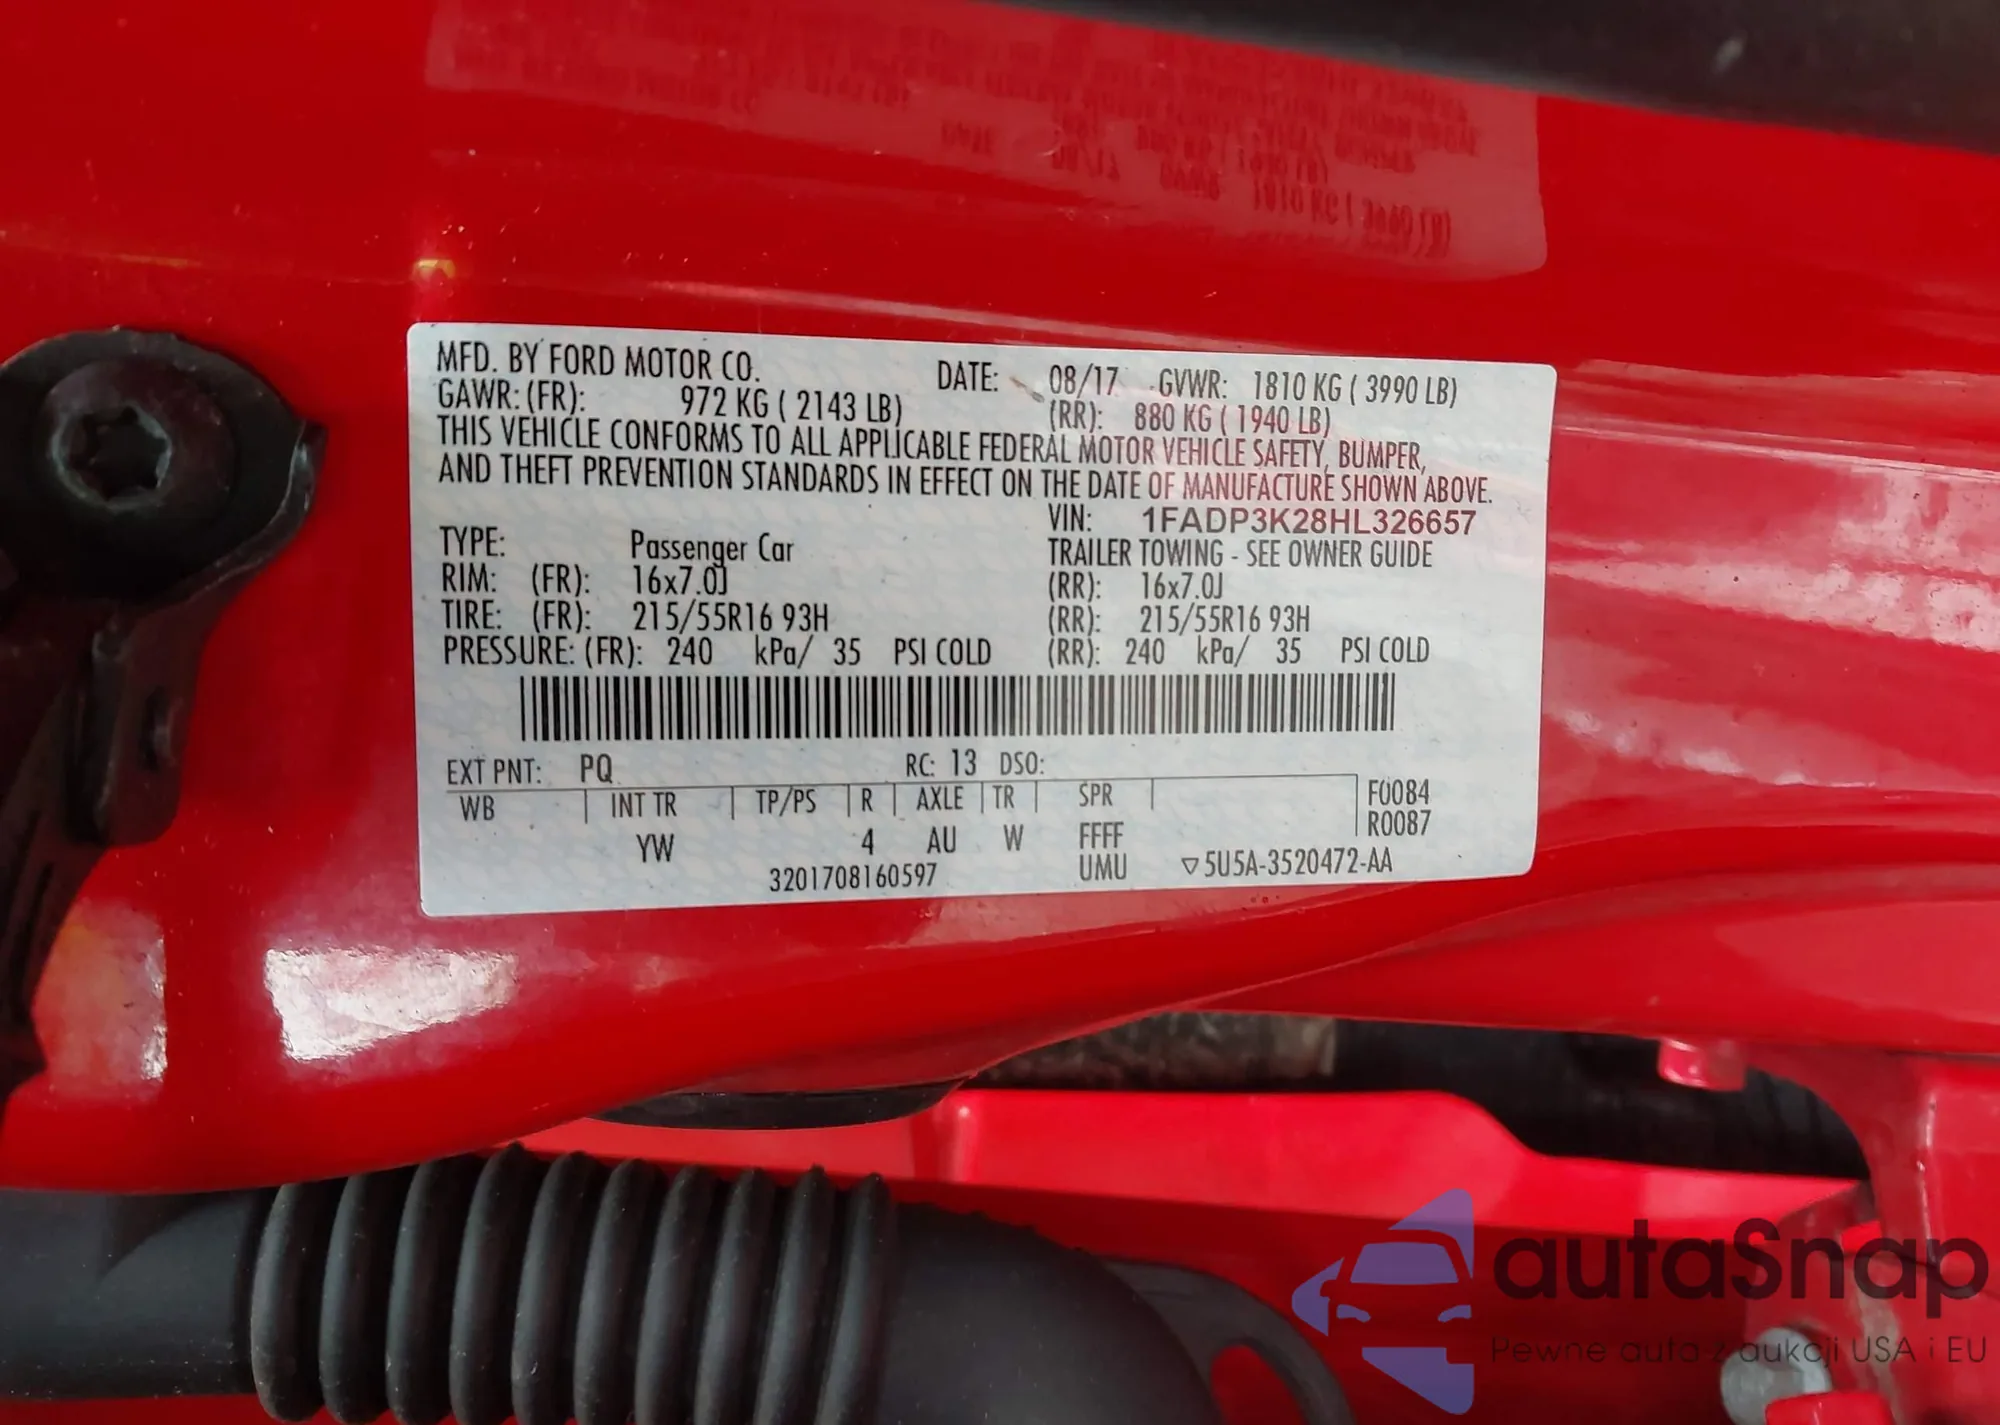 MFD. BY FORD MOTOR CO. DATE: 08/17 GVWR: 1810 KG ( 3990 LB)
GAWR: (FR): 972 KG ( 2143 LB) (RR): 880 KG ( 1940 LB)
THIS VEHICLE CONFORMS TO ALL APPLICABLE FEDERAL MOTOR VEHICLE SAFETY, BUMPER,
AND THEFT PREVENTION STANDARDS IN EFFECT ON THE DATE OF MANUFACTURE SHOWN ABOVE.
VIN: 1FADP3K28HL326657
TYPE: Passenger Car TRAILER TOWING - SEE OWNER GUIDE
RIM: (FR): 16x7.0J (RR): 16x7.0J
TIRE: (FR): 215/55R16 93H (RR): 215/55R16 93H
PRESSURE: (FR): 240 kPa/ 35 PSI COLD (RR): 240 kPa/ 35 PSI COLD
EXT PNT: PQ RC: 13 DSO:
WB INT TR TP/PS R AXLE TR SPR F0084
R0087
YW 4 AU W FFFF
3201708160597 UMU ▽5U5A-3520472-AA
autaSnap
Pewne auta z aukcji USA i EU